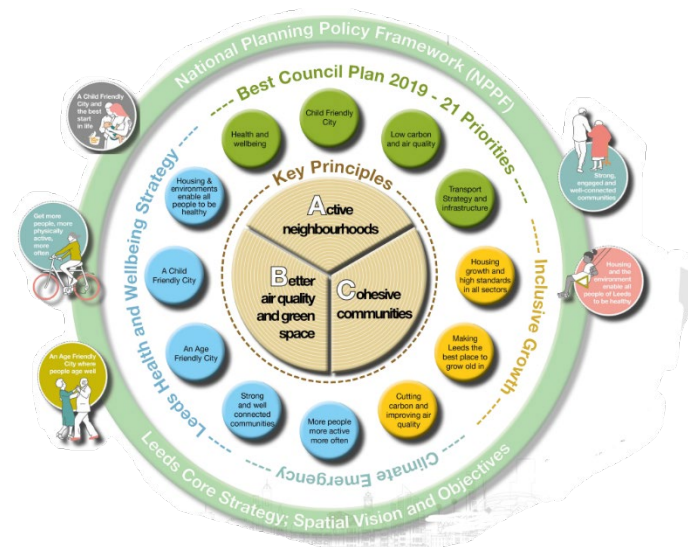 National Planning Policy Framework (NPPF)
Best Council Plan 2019 - 21 Priorities
A Child Friendly
City and
the best
start
in life
Get more
people, more
physically
active,
more
often
An Age Friendly
City where
people age well
Strong,
engaged and
well-connected
communities
Housing
and the
environment
enable all
people of Leeds
to be healthy
Leeds Health and Wellbeing Strategy
Inclusive Growth
Climate Emergency
Leeds Core Strategy; Spatial Vision and Objectives
Health and
wellbeing
Child Friendly
City
Low carbon
and air quality
Transport
Strategy and
infrastructure
Housing
growth and
high standards
in all sectors
Making
Leeds the
best place to
grow old in
Cutting
carbon and
improving air
quality
More people
more active
more often
Strong
and well
connected
communities
An Age
Friendly City
A Child
Friendly City
Housing &
environments
enable all
people to be
healthy
Key Principles
Active
neighbourhoods
Better
air quality
and green
space
Cohesive
communities